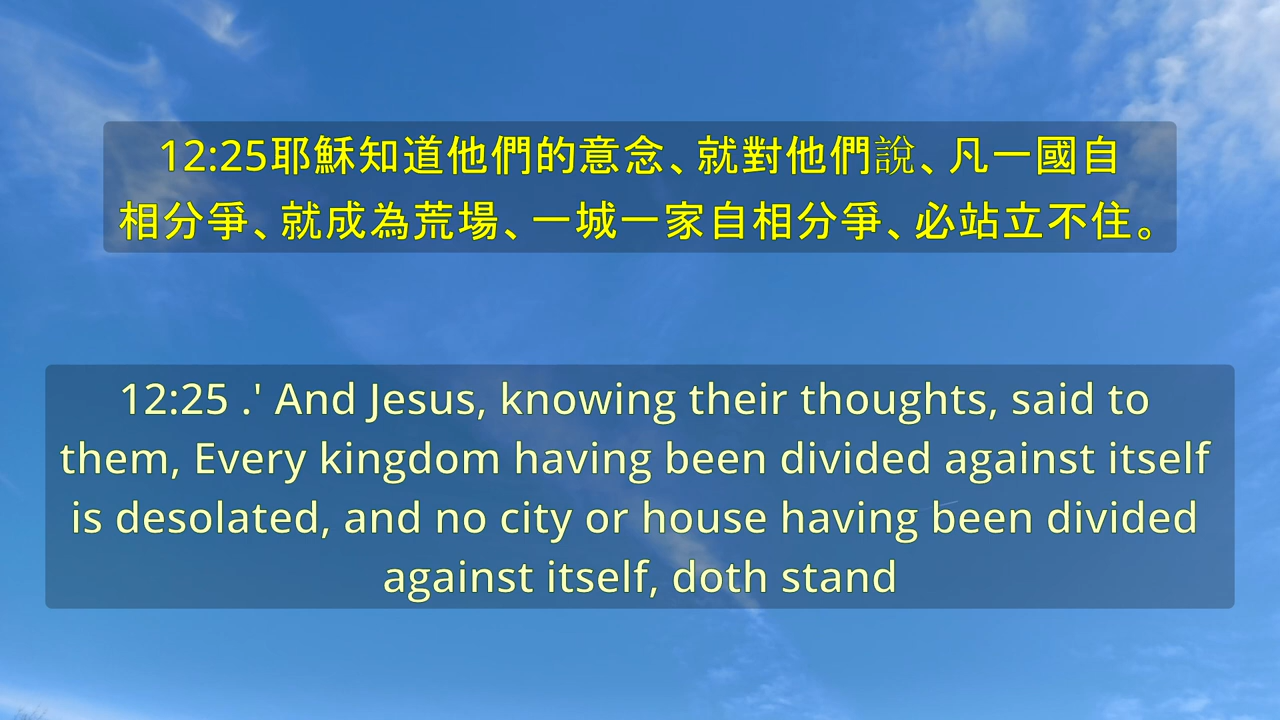 12:25耶穌知道他們的意念、就對他們說、凡一國自
相分爭、就成為荒場、一城一家自相分爭、必站立不住。
12:25 .' And Jesus, knowing their thoughts, said to
them, Every kingdom having been divided against itself
is desolated, and no city or house having been divided
against itself, doth stand